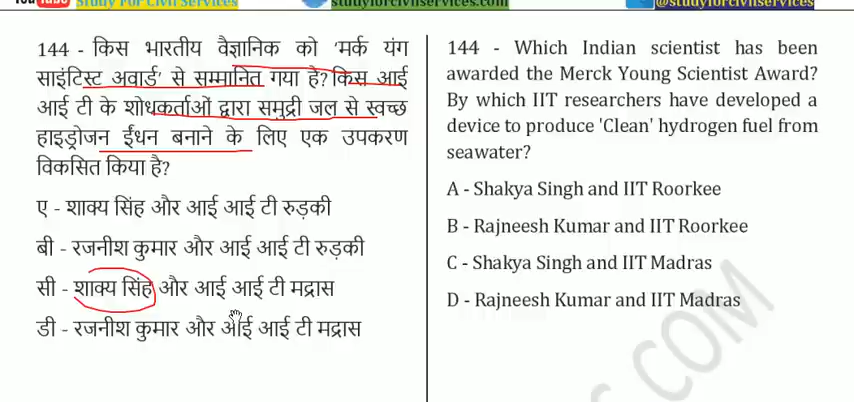 Study For Civil Services
studyforcivilservices.com
@studyforcivilservices
144 - किस भारतीय वैज्ञानिक को 'मर्क यंग
साइंटिस्ट अवार्ड' से सम्मानित गया है? किस आई
आई टी के शोधकर्ताओं द्वारा समुद्री जल से स्वच्छ
हाइड्रोजन ईंधन बनाने के लिए एक उपकरण
विकसित किया है?
ए - शाक्य सिंह और आई आई टी रुड़की
बी - रजनीश कुमार और आई आई टी रुड़की
सी - शाक्य सिंह और आई आई टी मद्रास
डी - रजनीश कुमार और आई आई टी मद्रास
144 - Which Indian scientist has been
awarded the Merck Young Scientist Award?
By which IIT researchers have developed a
device to produce 'Clean' hydrogen fuel from
seawater?
A - Shakya Singh and IIT Roorkee
B - Rajneesh Kumar and IIT Roorkee
C - Shakya Singh and IIT Madras
D - Rajneesh Kumar and IIT Madras